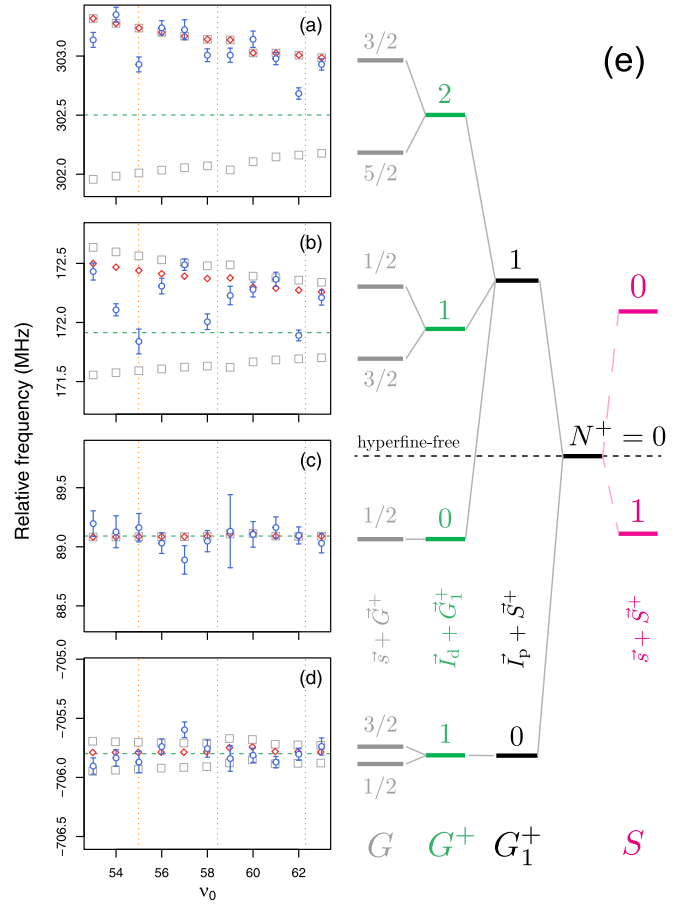 Relative frequency (MHz)
(a)
303.0
302.5
302.0
(b)
172.5
172.0
171.5
(c)
89.5
89.0
88.5
(d)
−705.0
−705.5
−706.0
−706.5
54 56 58 60 62
ν₀
(e)
3/2
2
5/2
1/2
1
1
0
3/2
hyperfine-free
N⁺ = 0
1/2
0
1
s⃗ + G⃗⁺
I⃗_d + G⃗₁⁺
I⃗_p + S⃗⁺
s⃗ + S⃗⁺
3/2
1
0
1/2
G G⁺ G₁⁺ S